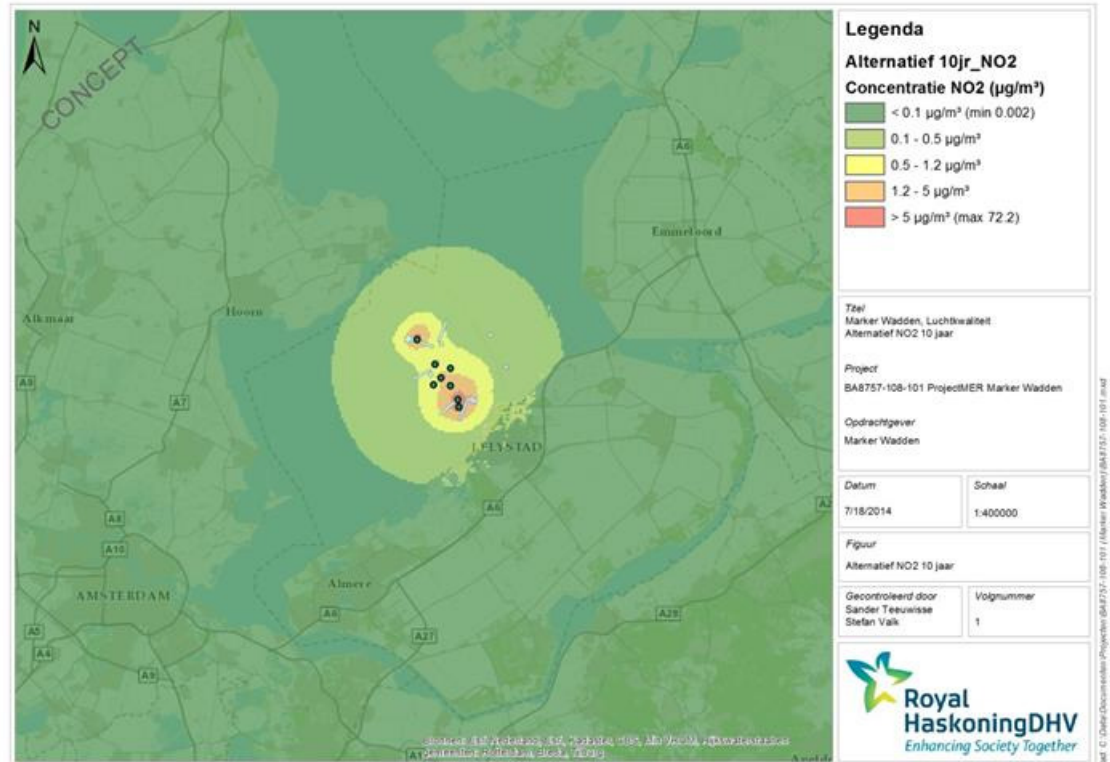 N
CONCEPT
A6
Emmeloord
Alkmaar
Hoorn
A9
A7
LELYSTAD
A6
A8
A10
Almere
AMSTERDAM
A6
A28
A5
A27
A4
A9
Legenda
Alternatief 10jr_NO2
Concentratie NO2 (µg/m³)
< 0.1 µg/m³ (min 0.002)
0.1 - 0.5 µg/m³
0.5 - 1.2 µg/m³
1.2 - 5 µg/m³
> 5 µg/m³ (max 72.2)
Titel
Marker Wadden, Luchtkwaliteit
Alternatief NO2 10 jaar
Project
BA8757-108-101 ProjectMER Marker Wadden
Opdrachtgever
Marker Wadden
Datum
7/18/2014
Schaal
1:400000
Figuur
Alternatief NO2 10 jaar
Gecontroleerd door
Sander Teeuwisse
Stefan Valk
Volgnummer
1
Royal
HaskoningDHV
Enhancing Society Together